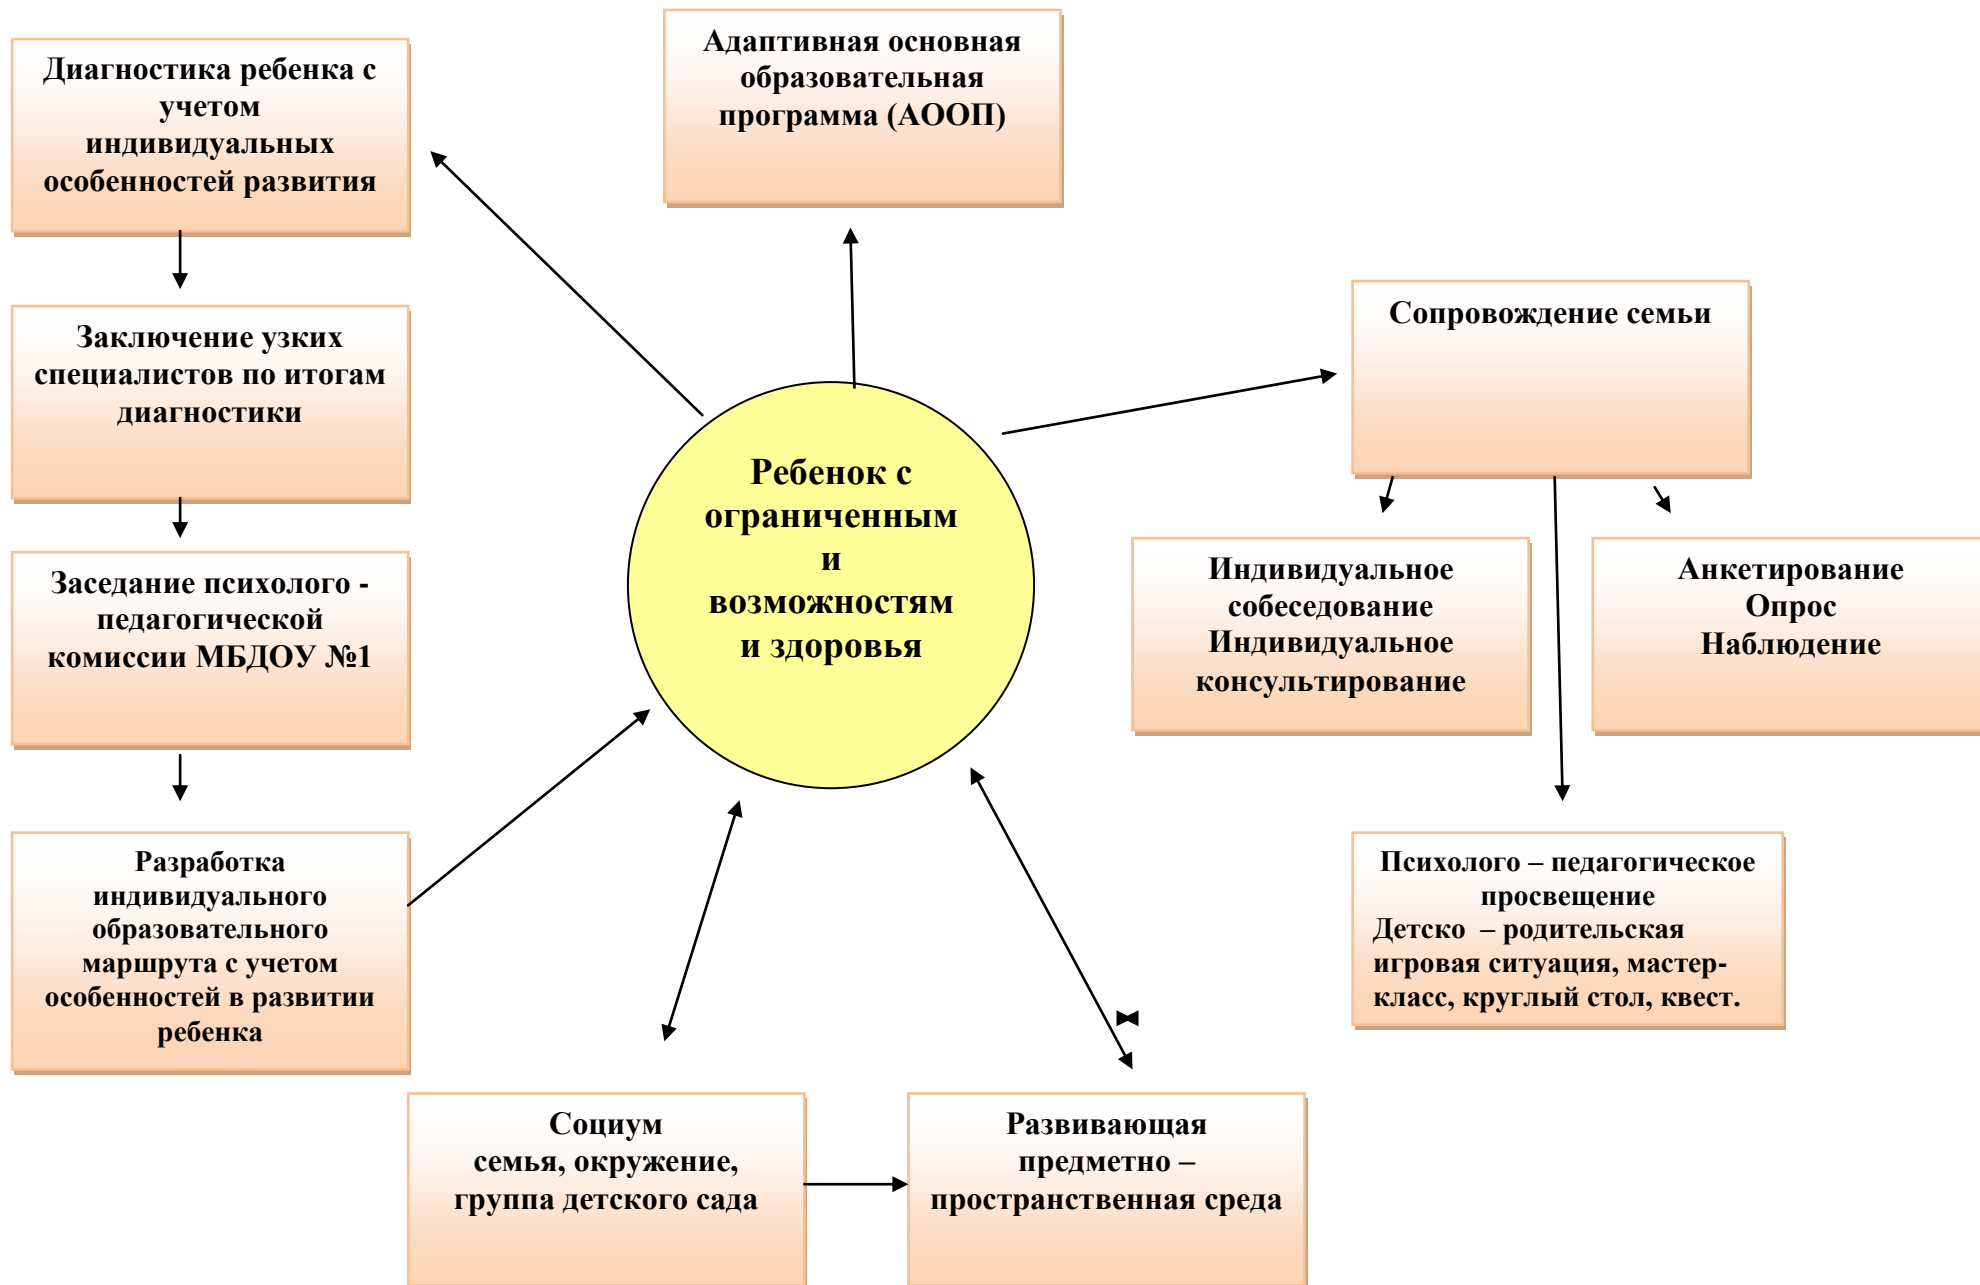 Диагностика ребенка с
учетом
индивидуальных
особенностей развития
Адаптивная основная
образовательная
программа (АООП)
Заключение узких
специалистов по итогам
диагностики
Сопровождение семьи
Ребенок с
ограниченным
и
возможностям
и здоровья
Заседание психолого -
педагогической
комиссии МБДОУ №1
Индивидуальное
собеседование
Индивидуальное
консультирование
Анкетирование
Опрос
Наблюдение
Разработка
индивидуального
образовательного
маршрута с учетом
особенностей в развитии
ребенка
Психолого – педагогическое
просвещение
Детско – родительская
игровая ситуация, мастер-
класс, круглый стол, квест.
Социум
семья, окружение,
группа детского сада
Развивающая
предметно –
пространственная среда